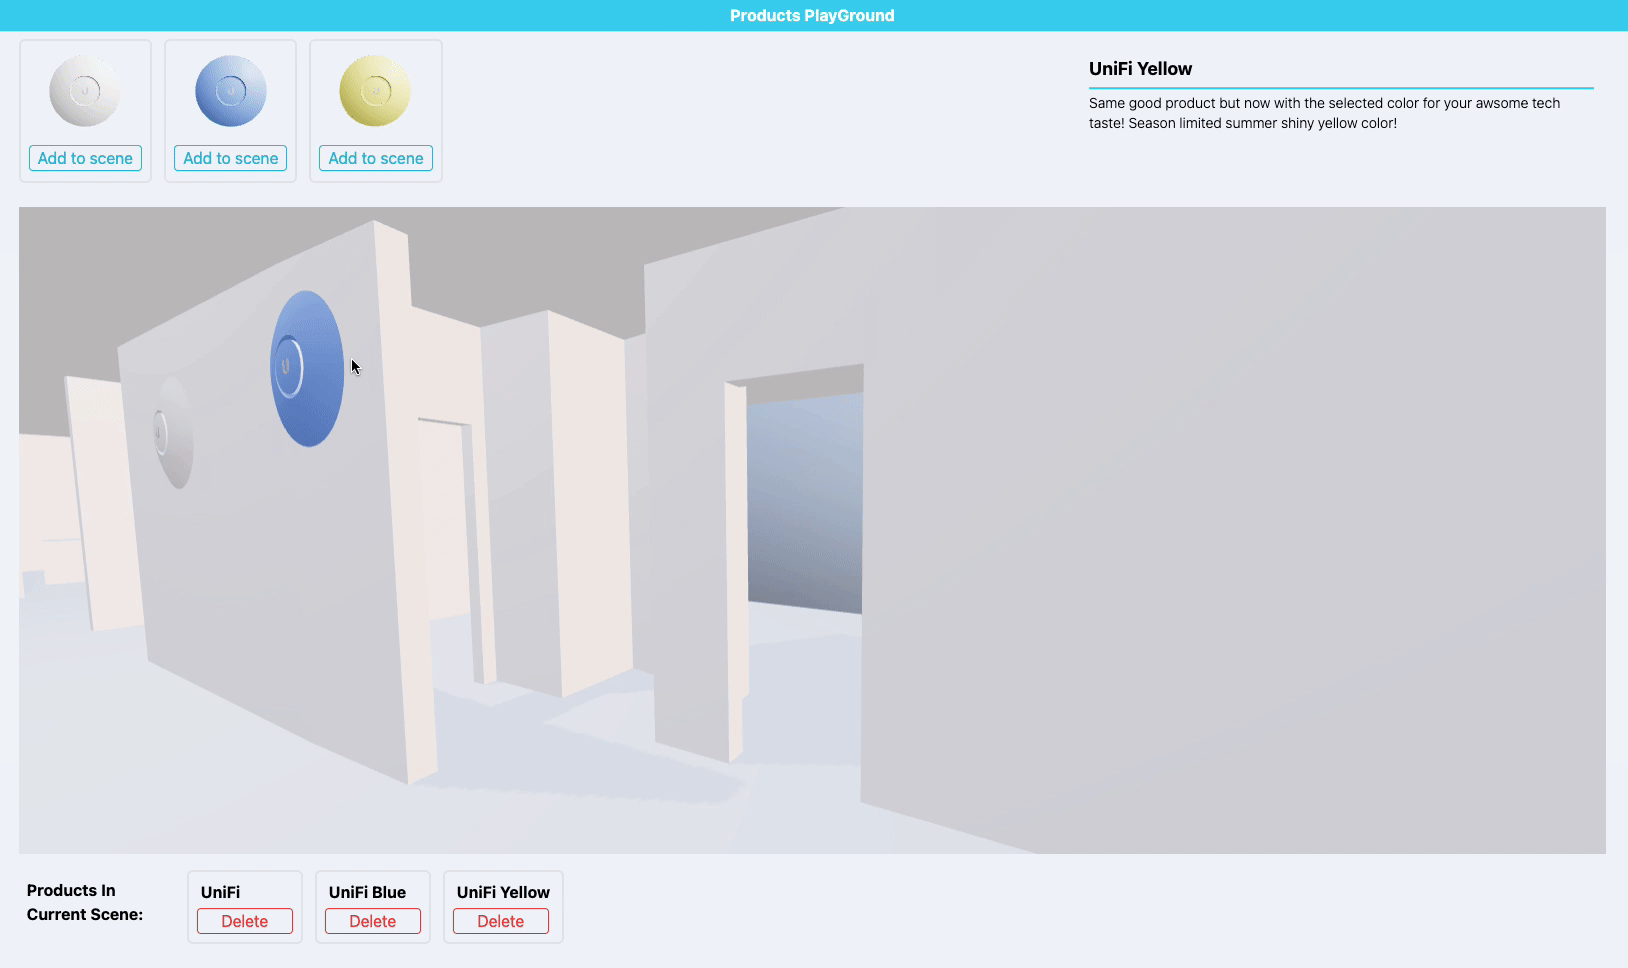 Products PlayGround
Add to scene
Add to scene
Add to scene
UniFi Yellow
Same good product but now with the selected color for your awsome tech
taste! Season limited summer shiny yellow color!
Products In
Current Scene:
UniFi
Delete
UniFi Blue
Delete
UniFi Yellow
Delete